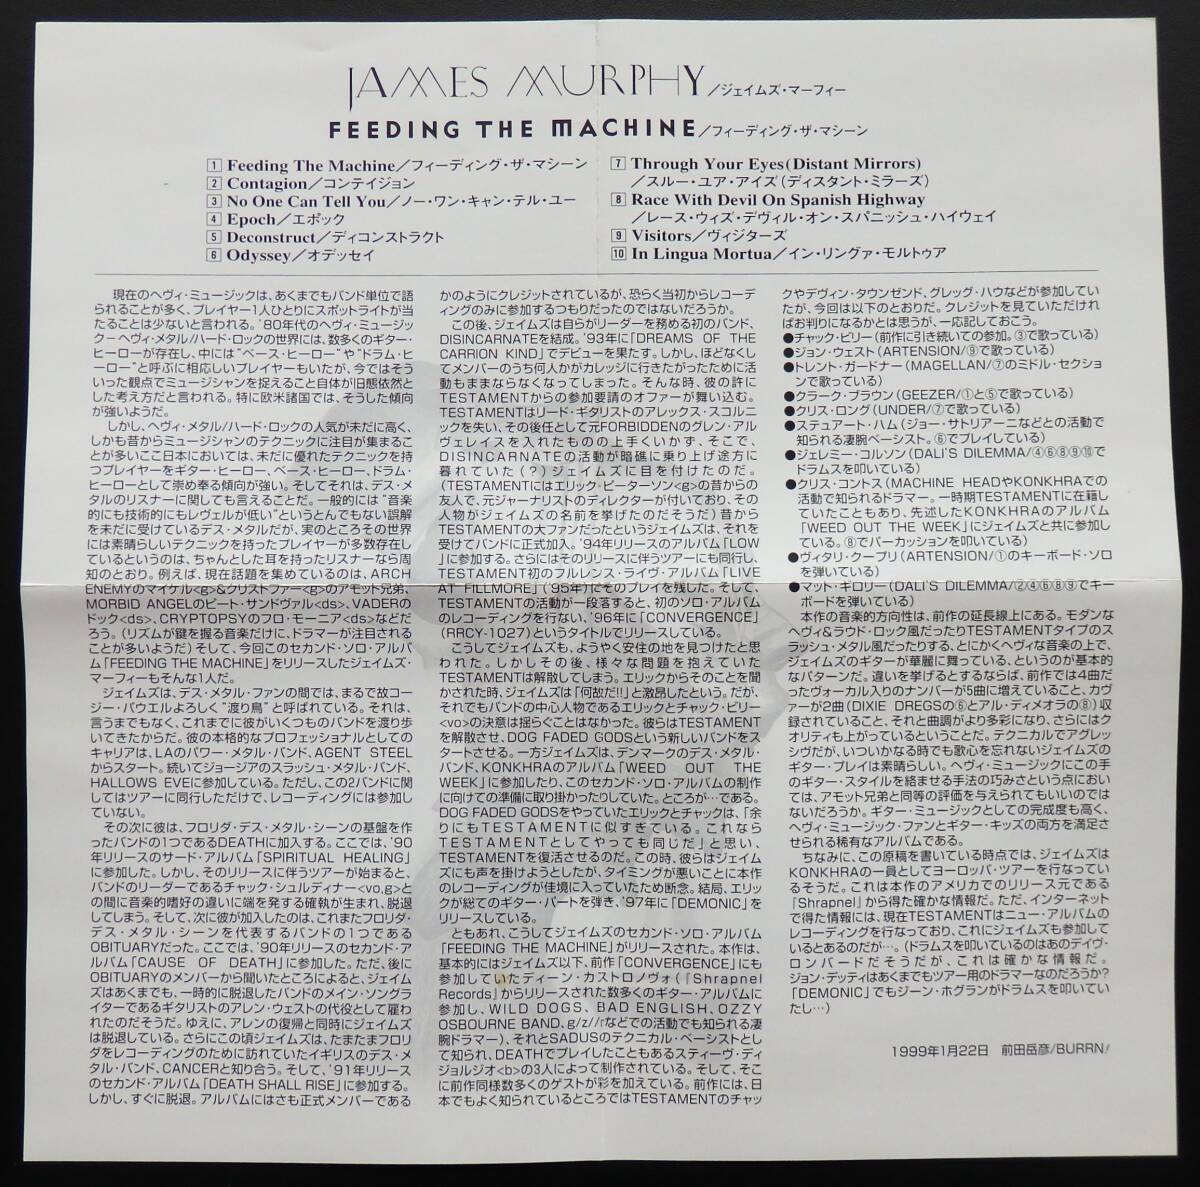 JAMES MURPHY/ジェイムズ・マーフィー
FEEDING THE MACHINE/フィーディング・ザ・マシーン
1 Feeding The Machine/フィーディング・ザ・マシーン
2 Contagion/コンテイジョン
3 No One Can Tell You/ノー・ワン・キャン・テル・ユー
4 Epoch/エポック
5 Deconstruct/ディコンストラクト
6 Odyssey/オデッセイ
7 Through Your Eyes(Distant Mirrors)
/スルー・ユア・アイズ(ディスタント・ミラーズ)
8 Race With Devil On Spanish Highway
/レース・ウィズ・デヴィル・オン・スパニッシュ・ハイウェイ
9 Visitors/ヴィジターズ
10 In Lingua Mortua/イン・リングァ・モルトゥア
現在のヘヴィ・ミュージックは、あくまでもバンド単位で語
られることが多く、プレイヤー1人ひとりにスポットライトが当
たることは少ないと言われる。'80年代のヘヴィ・ミュージッ
クーヘヴィ・メタル/ハード・ロックの世界には、数多くのギター・
ヒーローが存在し、中には"ベース・ヒーロー"や"ドラム・ヒ
ーロー"と呼ぶに相応しいプレイヤーもいたが、今ではそう
いった観点でミュージシャンを捉えること自体が旧態依然と
した考え方だと言われる。特に欧米諸国では、そうした傾向
が強いようだ。
しかし、ヘヴィ・メタル/ハード・ロックの人気が未だに高く、
しかも昔からミュージシャンのテクニックに注目が集まるこ
とが多いここ日本においては、未だに優れたテクニックを持
つプレイヤーをギター・ヒーロー、ベース・ヒーロー、ドラム・
ヒーローとして崇め奉る傾向が強い。そしてそれは、デス・メ
タルのリスナーに関しても言えることだ。一般的には"音楽
的にも技術的にもレヴェルが低い"というとんでもない誤解
を未だに受けているデス・メタルだが、実のところその世界
には素晴らしいテクニックを持ったプレイヤーが多数存在し
ているというのは、ちゃんとした耳を持ったリスナーなら周
知のとおり。例えば、現在話題を集めているのは、ARCH
ENEMYのマイケル<g>&クリストファー<g>のアモット兄弟、
MORBID ANGELのピート・サンドヴァル<ds>、VADERの
ドック<ds>、CRYPTOPSYのフロ・モーニア<ds>などだ
ろう。(リズムが鍵を握る音楽だけに、ドラマーが注目され
ることが多いようだ)そして、今回このセカンド・ソロ・アルバ
ム「FEEDING THE MACHINE」をリリースしたジェイムズ・
マーフィーもそんな1人だ。
ジェイムズは、デス・メタル・ファンの間では、まるで故コー
ジー・パウエルよろしく"渡り鳥"と呼ばれている。それは、
言うまでもなく、これまでに彼がいくつものバンドを渡り歩
いてきたからだ。彼の本格的なプロフェッショナルとしての
キャリアは、LAのパワー・メタル・バンド、AGENT STEEL
からスタート。続いてジョージアのスラッシュ・メタル・バンド、
HALLOWS EVEに参加している。ただし、この2バンドに関
してはツアーに同行しただけで、レコーディングには参加し
ていない。
その次に彼は、フロリダ・デス・メタル・シーンの基盤を作
ったバンドの1つであるDEATHに加入する。ここでは、'90
年リリースのサード・アルバム「SPIRITUAL HEALING」
に参加した。しかし、そのリリースに伴うツアーが始まると、
バンドのリーダーであるチャック・シュルディナー<vo,g>と
の間に音楽的嗜好の違いに端を発する確執が生まれ、脱退
してしまう。そして、次に彼が加入したのは、これまたフロリダ・
デス・メタル・シーンを代表するバンドの1つである
OBITUARYだった。ここでは、'90年リリースのセカンド・ア
ルバム「CAUSE OF DEATH」に参加した。ただ、後に
OBITUARYのメンバーから聞いたところによると、ジェイム
ズはあくまでも、一時的に脱退したバンドのメイン・ソングラ
イターであるギタリストのアレン・ウェストの代役として雇わ
れたのだそうだ。ゆえに、アレンの復帰と同時にジェイムズ
は脱退している。さらにこの頃ジェイムズは、たまたまフロリ
ダをレコーディングのために訪れていたイギリスのデス・メ
タル・バンド、CANCERと知り合う。そして、'91年リリース
のセカンド・アルバム「DEATH SHALL RISE」に参加する。
しかし、すぐに脱退。アルバムにはさも正式メンバーである
かのようにクレジットされているが、恐らく当初からレコーデ
ィングのみに参加するつもりだったのではないだろうか。
この後、ジェイムズは自らがリーダーを務める初のバンド、
DISINCARNATEを結成。'93年に「DREAMS OF THE
CARRION KIND」でデビューを果たす。しかし、ほどなくし
てメンバーのうち何人かがカレッジに行きたがったために活
動もままならなくなってしまった。そんな時、彼の許に
TESTAMENTからの参加要請のオファーが舞い込む。
TESTAMENTはリード・ギタリストのアレックス・スコルニ
ックを失い、その後任として元FORBIDDENのグレン・アル
ヴェレイスを入れたものの上手くいかず、そこで、
DISINCARNATEの活動が暗礁に乗り上げ途方に
暮れていた(?)ジェイムズに目を付けたのだ。
(TESTAMENTにはエリック・ピーターソン<g>の昔からの
友人で、元ジャーナリストのディレクターが付いており、その
人物がジェイムズの名前を挙げたのだそうだ)昔から
TESTAMENTの大ファンだったというジェイムズは、それを
受けてバンドに正式加入。'94年リリースのアルバム「LOW」
に参加する。さらにはそのリリースに伴うツアーにも同行し、
TESTAMENT初のフルレンス・ライヴ・アルバム「LIVE
AT FILLMORE」('95年)にそのプレイを残した。そして、
TESTAMENTの活動が一段落すると、初のソロ・アルバム
のレコーディングを行ない、'96年に「CONVERGENCE」
(RRCY-1027)というタイトルでリリースしている。
こうしてジェイムズも、ようやく安住の地を見つけたと思
われた。しかしその後、様々な問題を抱えていた
TESTAMENTは解散してしまう。エリックからそのことを聞
かされた時、ジェイムズは「何故だ!!」と激昂したという。だが、
それでもバンドの中心人物であるエリックとチャック・ビリー
<vo>の決意は揺らぐことはなかった。彼らはTESTAMENT
を解散させ、DOG FADED GODSという新しいバンドをス
タートさせる。一方ジェイムズは、デンマークのデス・メタル・
バンド、KONKHRAのアルバム「WEED OUT THE
WEEK」に参加したり、このセカンド・ソロ・アルバムの制作
に向けての準備に取り掛かったりしていた。ところが…である。
DOG FADED GODSをやっていたエリックとチャックは、「余
りにもTESTAMENTに似すぎている。これなら
TESTAMENTとしてやっても同じだ」と思い、
TESTAMENTを復活させるのだ。この時、彼らはジェイム
ズにも声を掛けようとしたが、タイミングが悪いことに本作
のレコーディングが佳境に入っていたため断念。結局、エリッ
クが総てのギター・パートを弾き、'97年に「DEMONIC」を
リリースしている。
ともあれ、こうしてジェイムズのセカンド・ソロ・アルバム
「FEEDING THE MACHINE」がリリースされた。本作は、
基本的にはジェイムズ以下、前作「CONVERGENCE」にも
参加していたディーン・カストロノヴォ(「Shrapnel
Records」からリリースされた数多くのギター・アルバムに
参加し、WILD DOGS、BAD ENGLISH、OZZY
OSBOURNE BAND、g/z//rなどでの活動でも知られる凄
腕ドラマー)、それとSADUSのテクニカル・ベーシストとし
て知られ、DEATHでプレイしたこともあるスティーヴ・ディ
ジョルジオ<b>の3人によって制作されている。そして、そこ
に前作同様数多くのゲストが彩を加えている。前作には、日
本でもよく知られているところではTESTAMENTのチャッ
クやデヴィン・タウンゼンド、グレッグ・ハウなどが参加してい
たが、今回は以下のとおりだ。クレジットを見ていただけれ
ばお判りになるかとは思うが、一応記しておこう。
●チャック・ビリー(前作に引き続いての参加。③で歌っている)
●ジョン・ウェスト(ARTENSION/⑨で歌っている)
●トレント・ガードナー(MAGELLAN/⑦のミドル・セクショ
ンで歌っている)
●クラーク・ブラウン(GEEZER/①と⑤で歌っている)
●クリス・ロング(UNDER/⑦で歌っている)
●ステュアート・ハム(ジョー・サトリアーニなどとの活動で
知られる凄腕ベーシスト。⑥でプレイしている)
●ジェレミー・コルソン(DALI'S DILEMMA/④⑥⑧⑨⑩で
ドラムスを叩いている)
●クリス・コントス(MACHINE HEADやKONKHRAでの
活動で知られるドラマー。一時期TESTAMENTに在籍し
ていたこともあり、先述したKONKHRAのアルバム
「WEED OUT THE WEEK」にジェイムズと共に参加し
ている。⑧でパーカッションを叩いている)
●ヴィタリ・クープリ(ARTENSION/①のキーボード・ソロ
を弾いている)
●マット・ギロリー(DALI'S DILEMMA/②④⑥⑧⑨でキー
ボードを弾いている)
本作の音楽的方向性は、前作の延長線上にある。モダンな
ヘヴィ&ラウド・ロック風だったりTESTAMENTタイプのス
ラッシュ・メタル風だったりする、とにかくヘヴィな音楽の上で、
ジェイムズのギターが華麗に舞っている、というのが基本的
なパターンだ。違いを挙げるとするならば、前作では4曲だ
ったヴォーカル入りのナンバーが5曲に増えていること、カヴ
ァーが2曲(DIXIE DREGSの⑥とアル・ディメオラの⑧)収
録されていること、それと曲調がより多彩になり、さらにはク
オリティも上がっているということだ。テクニカルでアグレッ
シヴだが、いついかなる時でも歌心を忘れないジェイムズの
ギター・プレイは素晴らしい。ヘヴィ・ミュージックにこの手
のギター・スタイルを絡ませる手法の巧みさという点におい
ては、アモット兄弟と同等の評価を与えられてもいいのでは
ないだろうか。ギター・ミュージックとしての完成度も高く、
ヘヴィ・ミュージック・ファンとギター・キッズの両方を満足さ
せられる稀有なアルバムである。
ちなみに、この原稿を書いている時点では、ジェイムズは
KONKHRAの一員としてヨーロッパ・ツアーを行なってい
るそうだ。これは本作のアメリカでのリリース元である
「Shrapnel」から得た確かな情報だ。ただ、インターネット
で得た情報には、現在TESTAMENTはニュー・アルバムの
レコーディングを行なっており、これにジェイムズも参加して
いるとあるのだが…。(ドラムスを叩いているのはあのデイヴ・
ロンバードだそうだが、これは確かな情報だ。
ジョン・デッティはあくまでもツアー用のドラマーなのだろうか?
「DEMONIC」でもジーン・ホグランがドラムスを叩いてい
たし…)
1999年1月22日 前田岳彦/BURRN!